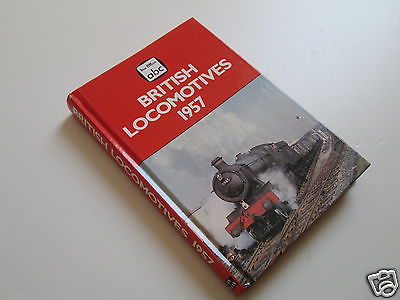 abc
BRITISH
LOCOMOTIVES
1957
BRITISH LOCOMOTIVES 1957